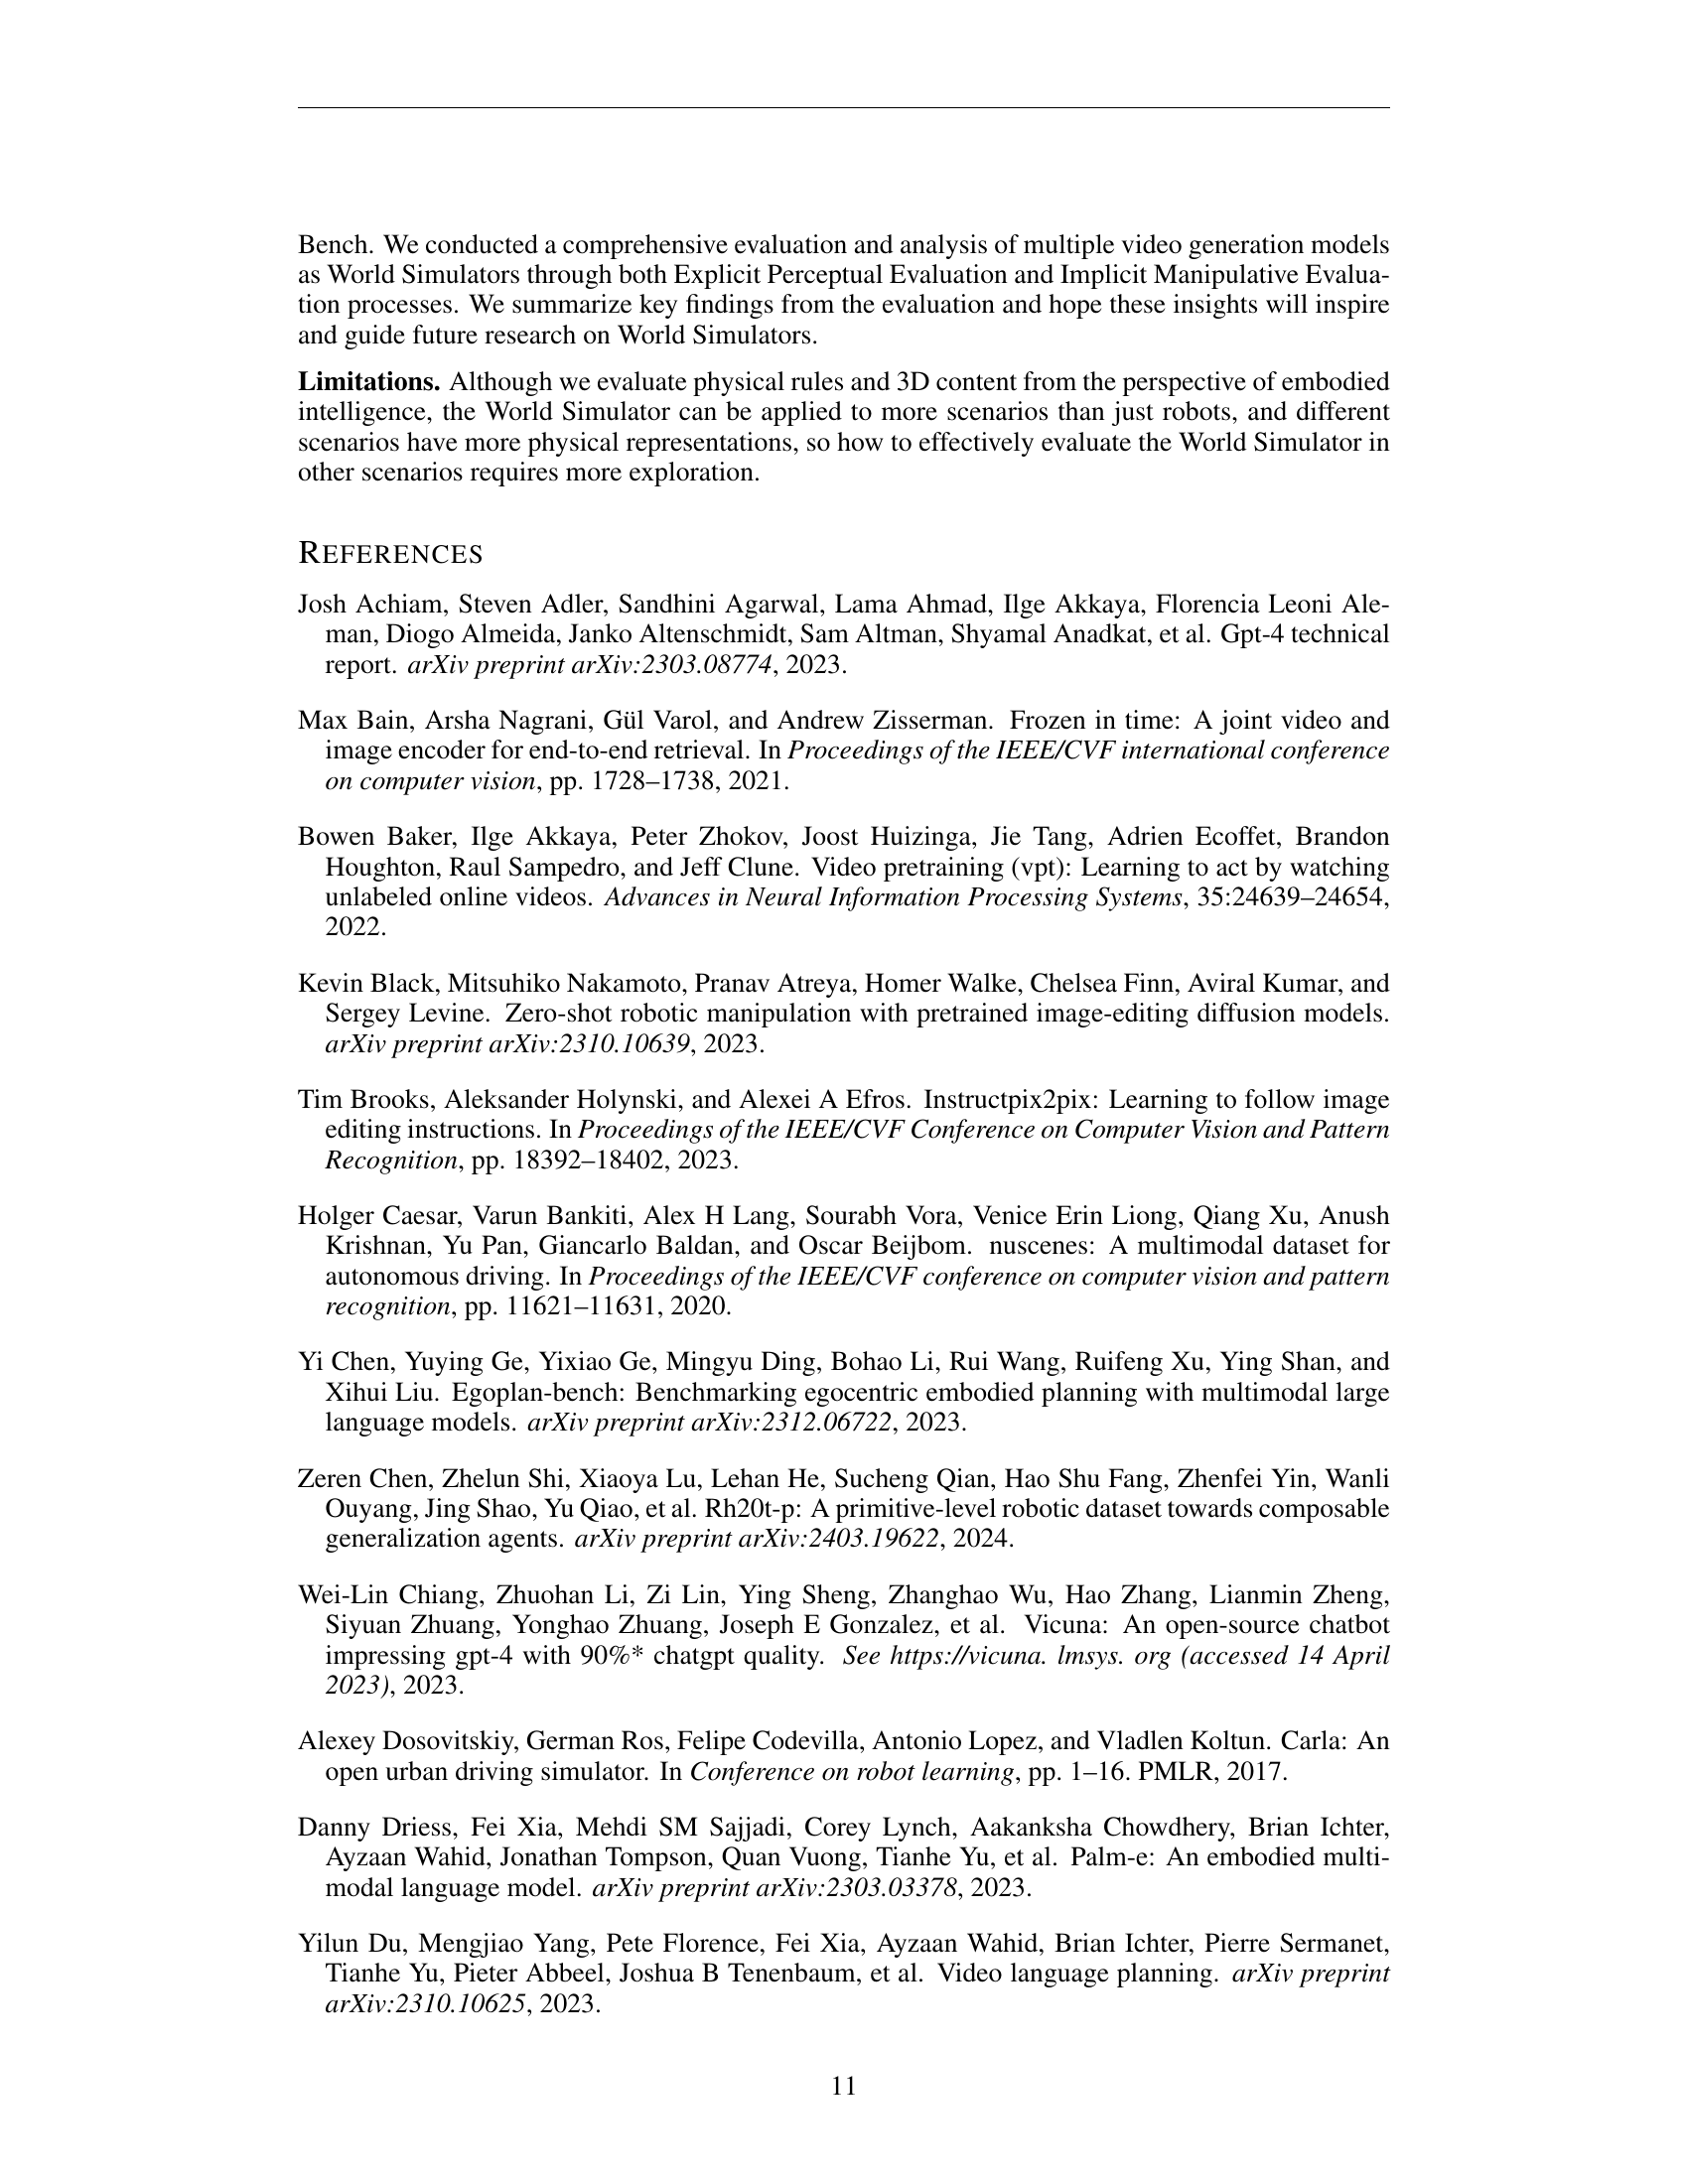 Bench. We conducted a comprehensive evaluation and analysis of multiple video generation models
as World Simulators through both Explicit Perceptual Evaluation and Implicit Manipulative Evalua-
tion processes. We summarize key findings from the evaluation and hope these insights will inspire
and guide future research on World Simulators.
Limitations. Although we evaluate physical rules and 3D content from the perspective of embodied
intelligence, the World Simulator can be applied to more scenarios than just robots, and different
scenarios have more physical representations, so how to effectively evaluate the World Simulator in
other scenarios requires more exploration.
REFERENCES
Josh Achiam, Steven Adler, Sandhini Agarwal, Lama Ahmad, Ilge Akkaya, Florencia Leoni Ale-
man, Diogo Almeida, Janko Altenschmidt, Sam Altman, Shyamal Anadkat, et al. Gpt-4 technical
report. arXiv preprint arXiv:2303.08774, 2023.
Max Bain, Arsha Nagrani, Gül Varol, and Andrew Zisserman. Frozen in time: A joint video and
image encoder for end-to-end retrieval. In Proceedings of the IEEE/CVF international conference
on computer vision, pp. 1728–1738, 2021.
Bowen Baker, Ilge Akkaya, Peter Zhokov, Joost Huizinga, Jie Tang, Adrien Ecoffet, Brandon
Houghton, Raul Sampedro, and Jeff Clune. Video pretraining (vpt): Learning to act by watching
unlabeled online videos. Advances in Neural Information Processing Systems, 35:24639–24654,
2022.
Kevin Black, Mitsuhiko Nakamoto, Pranav Atreya, Homer Walke, Chelsea Finn, Aviral Kumar, and
Sergey Levine. Zero-shot robotic manipulation with pretrained image-editing diffusion models.
arXiv preprint arXiv:2310.10639, 2023.
Tim Brooks, Aleksander Holynski, and Alexei A Efros. Instructpix2pix: Learning to follow image
editing instructions. In Proceedings of the IEEE/CVF Conference on Computer Vision and Pattern
Recognition, pp. 18392–18402, 2023.
Holger Caesar, Varun Bankiti, Alex H Lang, Sourabh Vora, Venice Erin Liong, Qiang Xu, Anush
Krishnan, Yu Pan, Giancarlo Baldan, and Oscar Beijbom. nuscenes: A multimodal dataset for
autonomous driving. In Proceedings of the IEEE/CVF conference on computer vision and pattern
recognition, pp. 11621–11631, 2020.
Yi Chen, Yuying Ge, Yixiao Ge, Mingyu Ding, Bohao Li, Rui Wang, Ruifeng Xu, Ying Shan, and
Xihui Liu. Egoplan-bench: Benchmarking egocentric embodied planning with multimodal large
language models. arXiv preprint arXiv:2312.06722, 2023.
Zeren Chen, Zhelun Shi, Xiaoya Lu, Lehan He, Sucheng Qian, Hao Shu Fang, Zhenfei Yin, Wanli
Ouyang, Jing Shao, Yu Qiao, et al. Rh20t-p: A primitive-level robotic dataset towards composable
generalization agents. arXiv preprint arXiv:2403.19622, 2024.
Wei-Lin Chiang, Zhuohan Li, Zi Lin, Ying Sheng, Zhanghao Wu, Hao Zhang, Lianmin Zheng,
Siyuan Zhuang, Yonghao Zhuang, Joseph E Gonzalez, et al. Vicuna: An open-source chatbot
impressing gpt-4 with 90%* chatgpt quality. See https://vicuna. lmsys. org (accessed 14 April
2023), 2023.
Alexey Dosovitskiy, German Ros, Felipe Codevilla, Antonio Lopez, and Vladlen Koltun. Carla: An
open urban driving simulator. In Conference on robot learning, pp. 1–16. PMLR, 2017.
Danny Driess, Fei Xia, Mehdi SM Sajjadi, Corey Lynch, Aakanksha Chowdhery, Brian Ichter,
Ayzaan Wahid, Jonathan Tompson, Quan Vuong, Tianhe Yu, et al. Palm-e: An embodied multi-
modal language model. arXiv preprint arXiv:2303.03378, 2023.
Yilun Du, Mengjiao Yang, Pete Florence, Fei Xia, Ayzaan Wahid, Brian Ichter, Pierre Sermanet,
Tianhe Yu, Pieter Abbeel, Joshua B Tenenbaum, et al. Video language planning. arXiv preprint
arXiv:2310.10625, 2023.
11